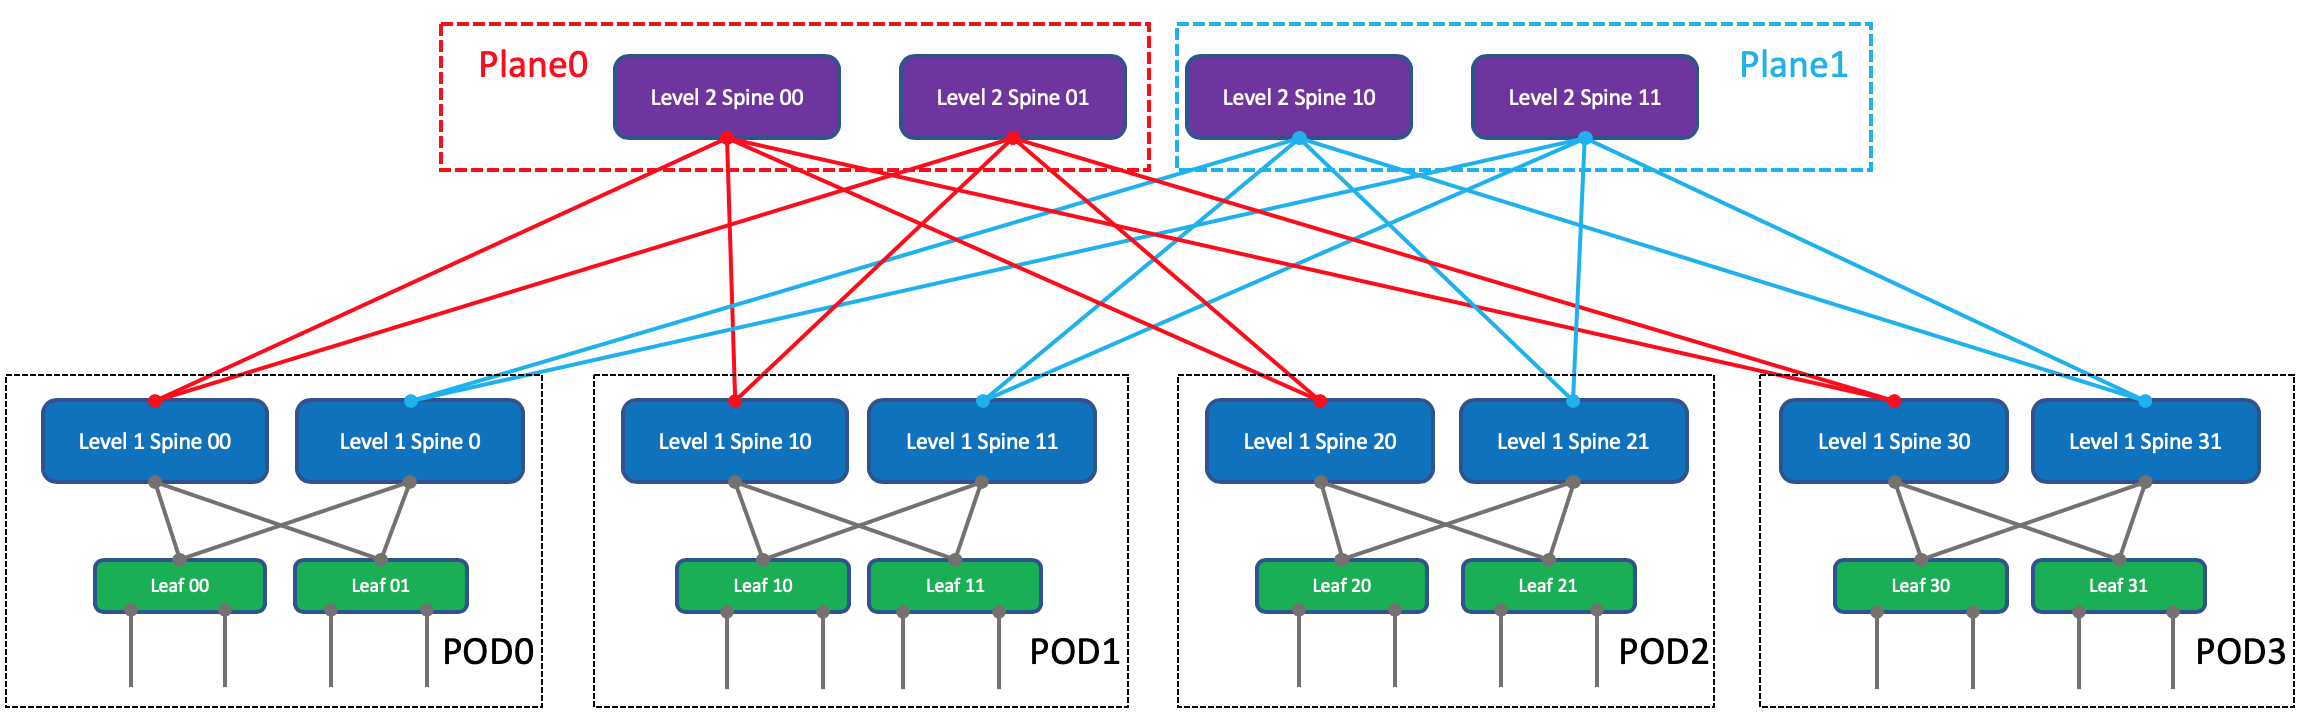 Plane0
Level 2 Spine 00
Level 2 Spine 01
Level 2 Spine 10
Level 2 Spine 11
Plane1
Level 1 Spine 00
Level 1 Spine 0
Level 1 Spine 10
Level 1 Spine 11
Level 1 Spine 20
Level 1 Spine 21
Level 1 Spine 30
Level 1 Spine 31
Leaf 00
Leaf 01
Leaf 10
Leaf 11
Leaf 20
Leaf 21
Leaf 30
Leaf 31
POD0
POD1
POD2
POD3